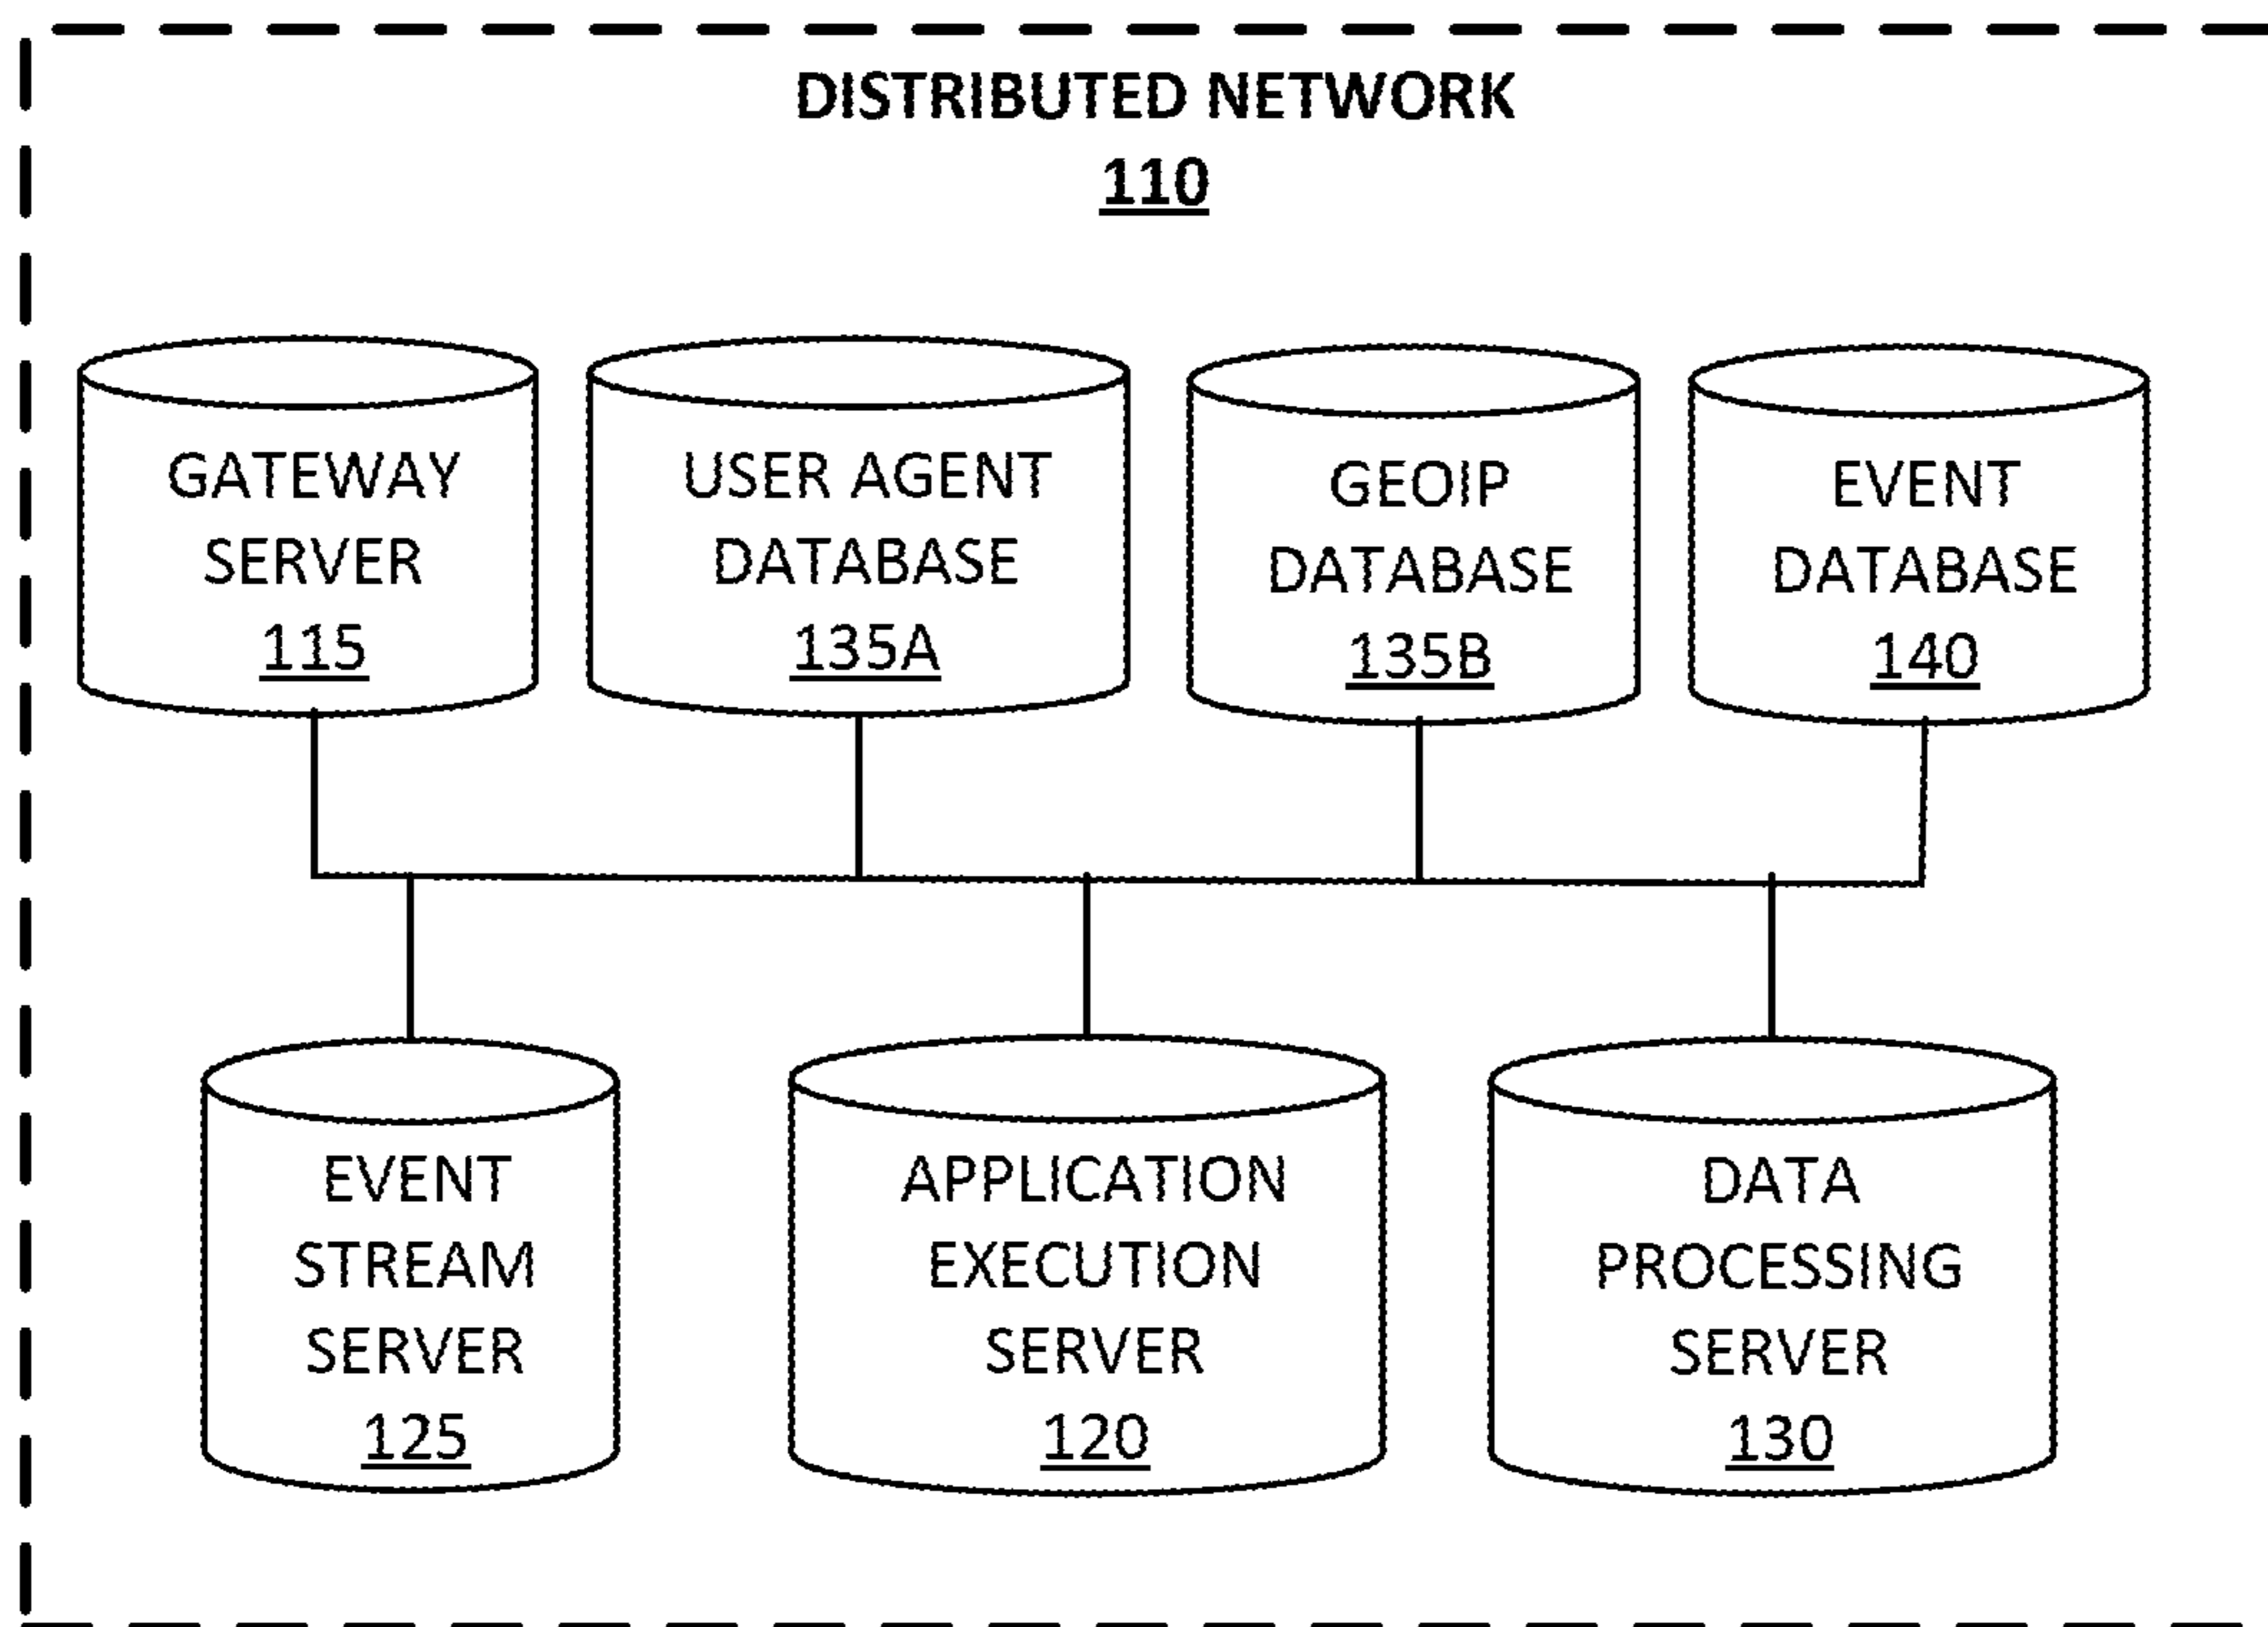 DISTRIBUTED NETWORK
110
GATEWAY
SERVER
115
USER AGENT
DATABASE
135A
GEOIP
DATABASE
135B
EVENT
DATABASE
140
EVENT
STREAM
SERVER
125
APPLICATION
EXECUTION
SERVER
120
DATA
PROCESSING
SERVER
130